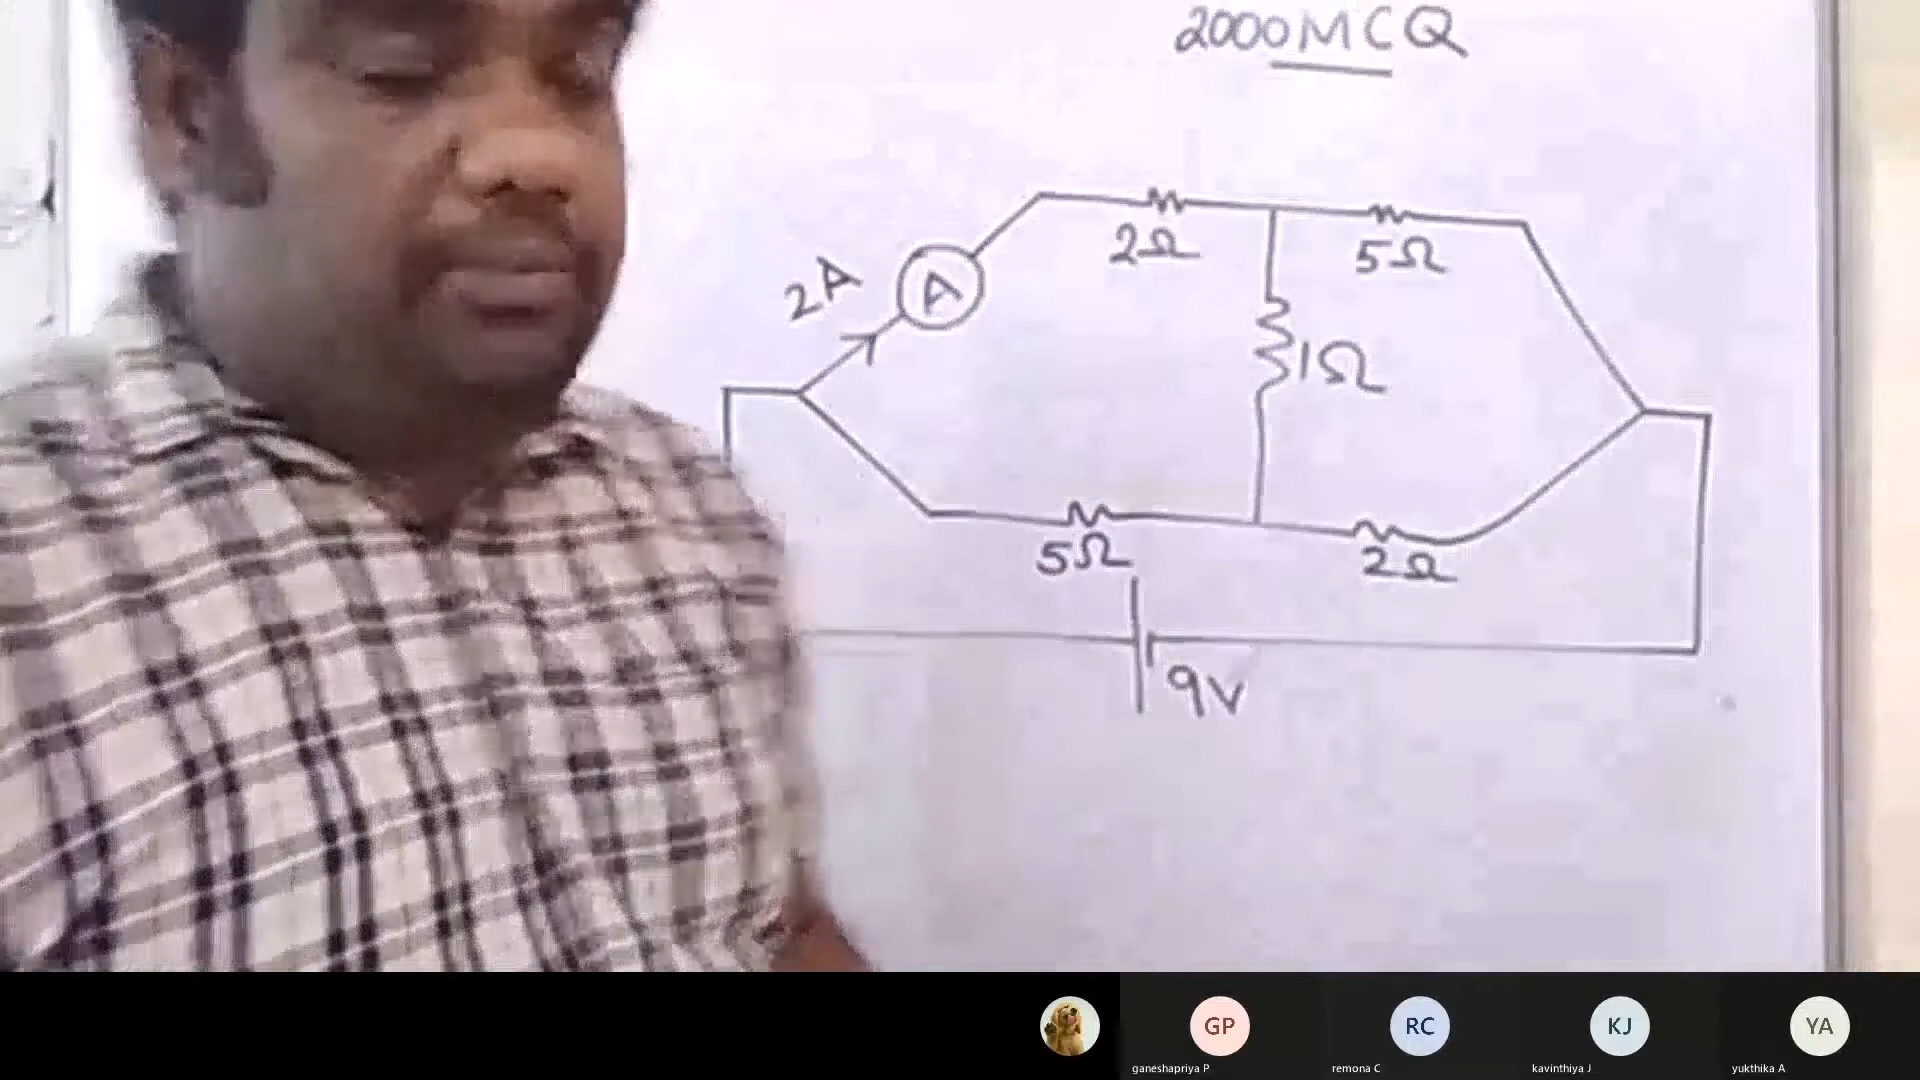 2000 MCQ
2A
A
2Ω
5Ω
1Ω
5Ω
2Ω
9V
GP
RC
KJ
YA
ganeshapriya P
remona C
kavinthiya J
yukthika A